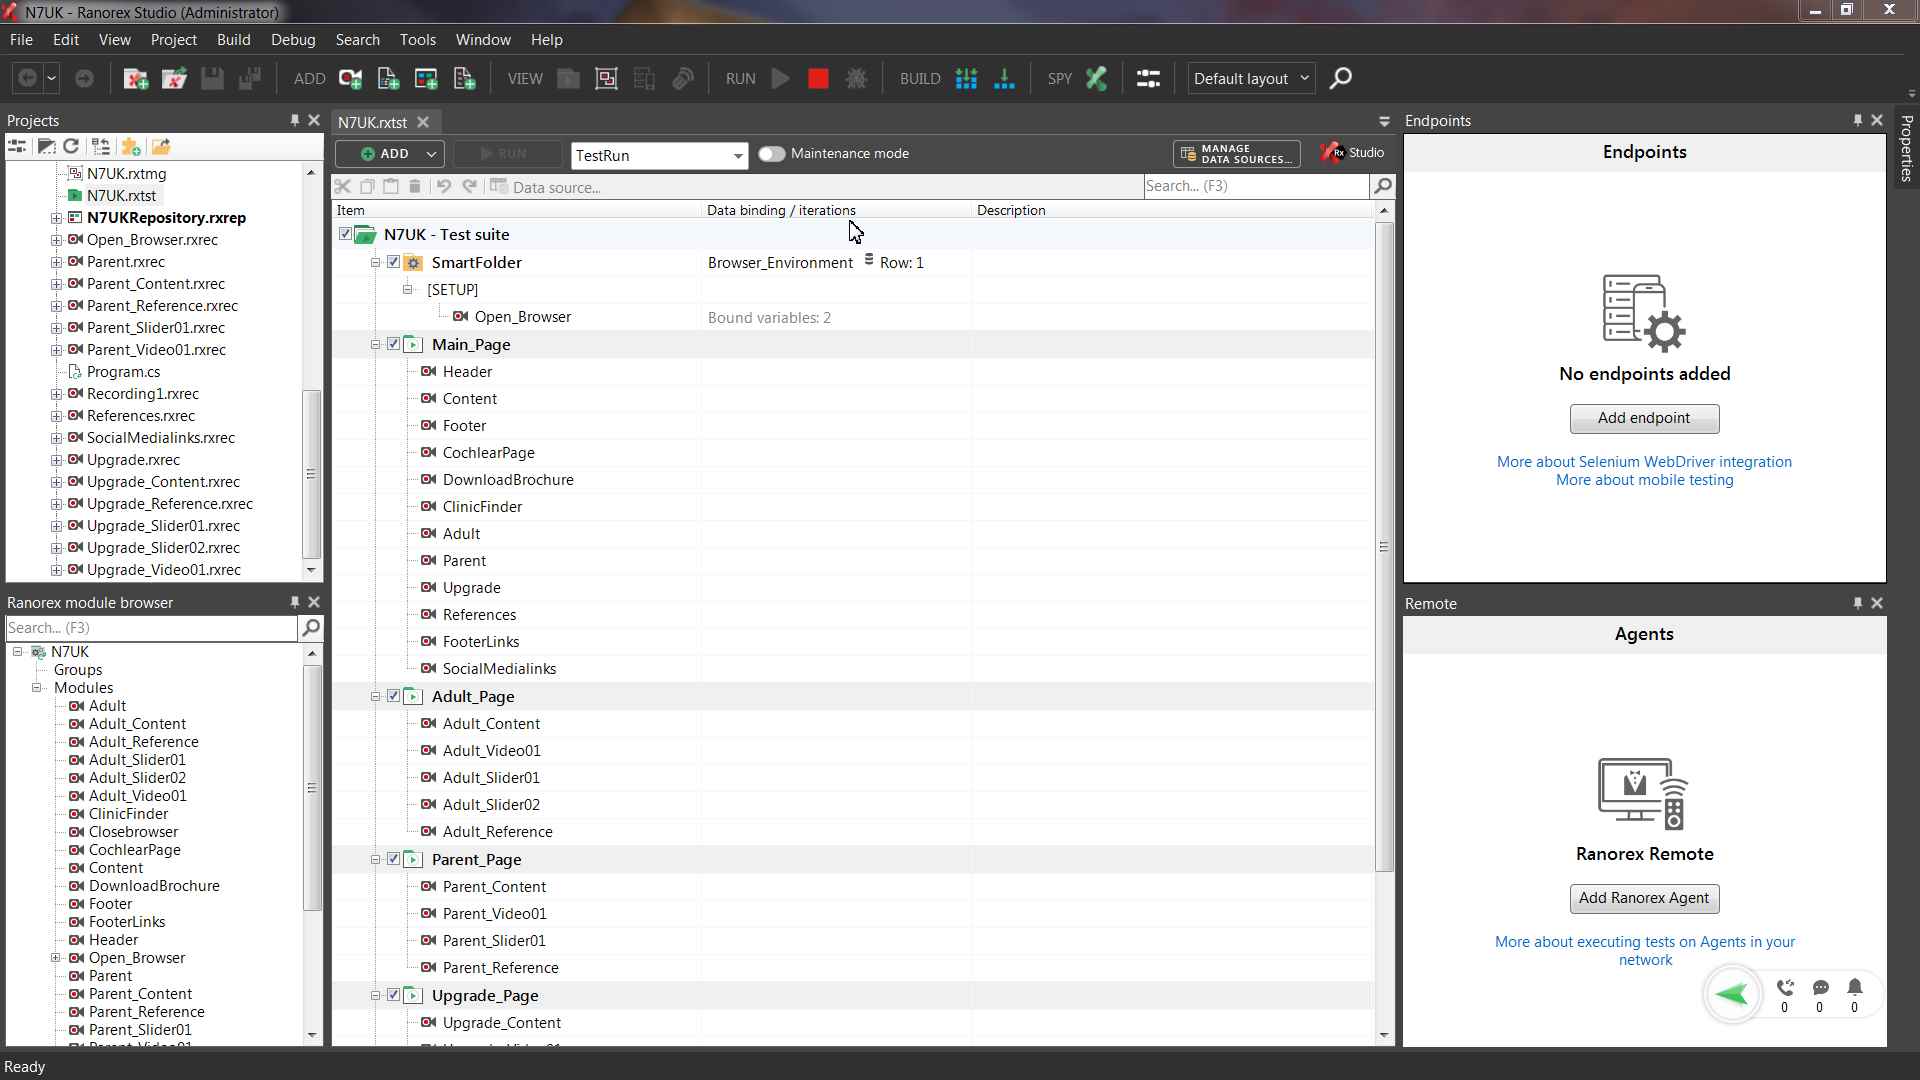 N7UK - Ranorex Studio (Administrator)
File Edit View Project Build Debug Search Tools Window Help
ADD VIEW RUN BUILD SPY Default layout
Projects
N7UK.rxtmg
N7UK.rxtst
N7UKRepository.rxrep
Open_Browser.rxrec
Parent.rxrec
Parent_Content.rxrec
Parent_Reference.rxrec
Parent_Slider01.rxrec
Parent_Video01.rxrec
Program.cs
Recording1.rxrec
References.rxrec
SocialMedialinks.rxrec
Upgrade.rxrec
Upgrade_Content.rxrec
Upgrade_Reference.rxrec
Upgrade_Slider01.rxrec
Upgrade_Slider02.rxrec
Upgrade_Video01.rxrec
Ranorex module browser
Search... (F3)
N7UK
Groups
Modules
Adult
Adult_Content
Adult_Reference
Adult_Slider01
Adult_Slider02
Adult_Video01
ClinicFinder
Closebrowser
CochlearPage
Content
DownloadBrochure
Footer
FooterLinks
Header
Open_Browser
Parent
Parent_Content
Parent_Reference
Parent_Slider01
Parent_Video01
N7UK.rxtst
ADD RUN TestRun Maintenance mode
MANAGE
DATA SOURCES...
Rx Studio
Data source... Search... (F3)
Item Data binding / iterations Description
N7UK - Test suite
SmartFolder Browser_Environment Row: 1
[SETUP]
Open_Browser Bound variables: 2
Main_Page
Header
Content
Footer
CochlearPage
DownloadBrochure
ClinicFinder
Adult
Parent
Upgrade
References
FooterLinks
SocialMedialinks
Adult_Page
Adult_Content
Adult_Video01
Adult_Slider01
Adult_Slider02
Adult_Reference
Parent_Page
Parent_Content
Parent_Video01
Parent_Slider01
Parent_Reference
Upgrade_Page
Upgrade_Content
Endpoints
Endpoints
No endpoints added
Add endpoint
More about Selenium WebDriver integration
More about mobile testing
Remote
Agents
Ranorex Remote
Add Ranorex Agent
More about executing tests on Agents in your
network
0 0 0
Properties
Ready